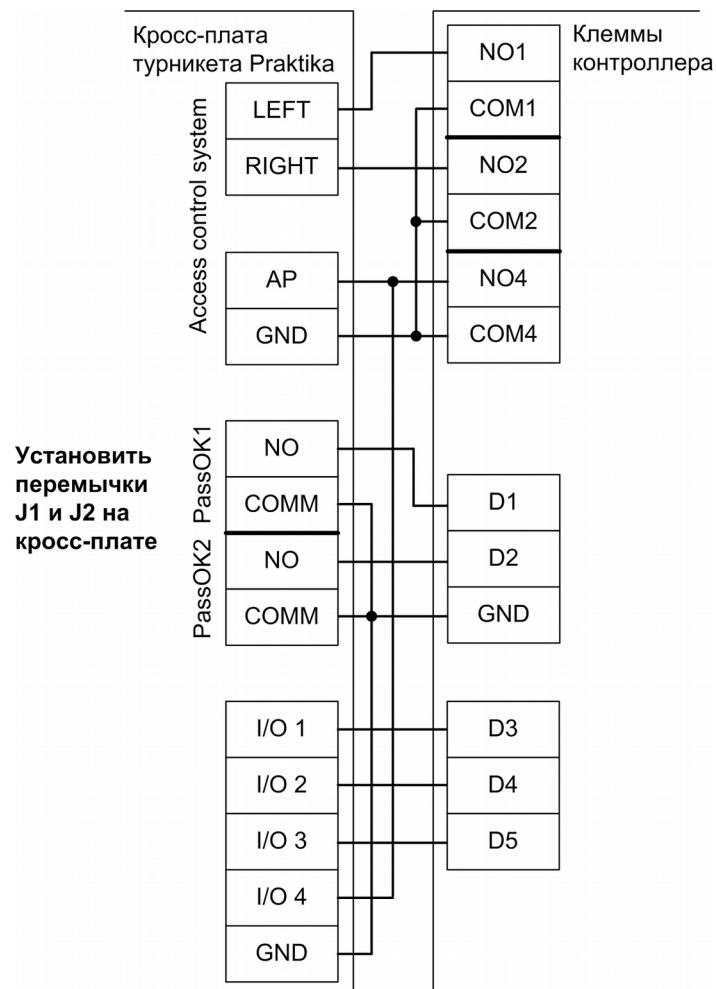 Кросс-плата
турникета Praktika
Клеммы
контроллера
Access control system
LEFT
RIGHT
AP
GND
NO1
COM1
NO2
COM2
NO4
COM4
Установить
перемычки
J1 и J2 на
кросс-плате
PassOK1
NO
COMM
PassOK2
NO
COMM
D1
D2
GND
I/O 1
I/O 2
I/O 3
I/O 4
GND
D3
D4
D5